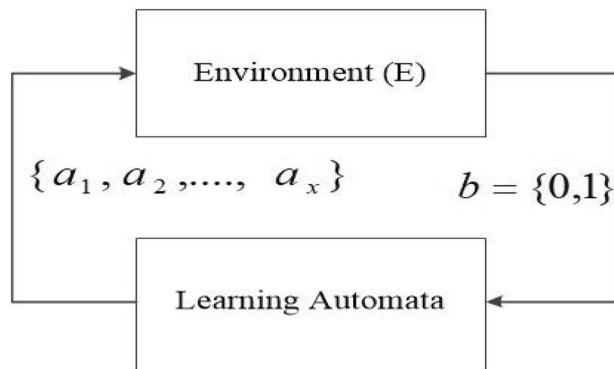 Environment (E)
{a₁, a₂,...., aₓ}
b = {0,1}
Learning Automata